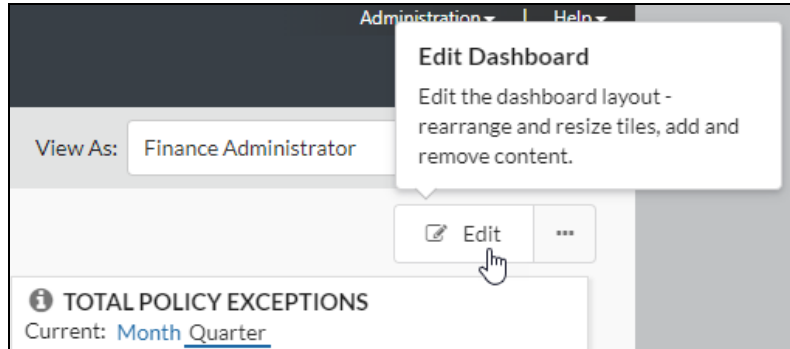 Administration | Help
Edit Dashboard
Edit the dashboard layout -
rearrange and resize tiles, add and
remove content.
View As: Finance Administrator
Edit ...
TOTAL POLICY EXCEPTIONS
Current: Month Quarter